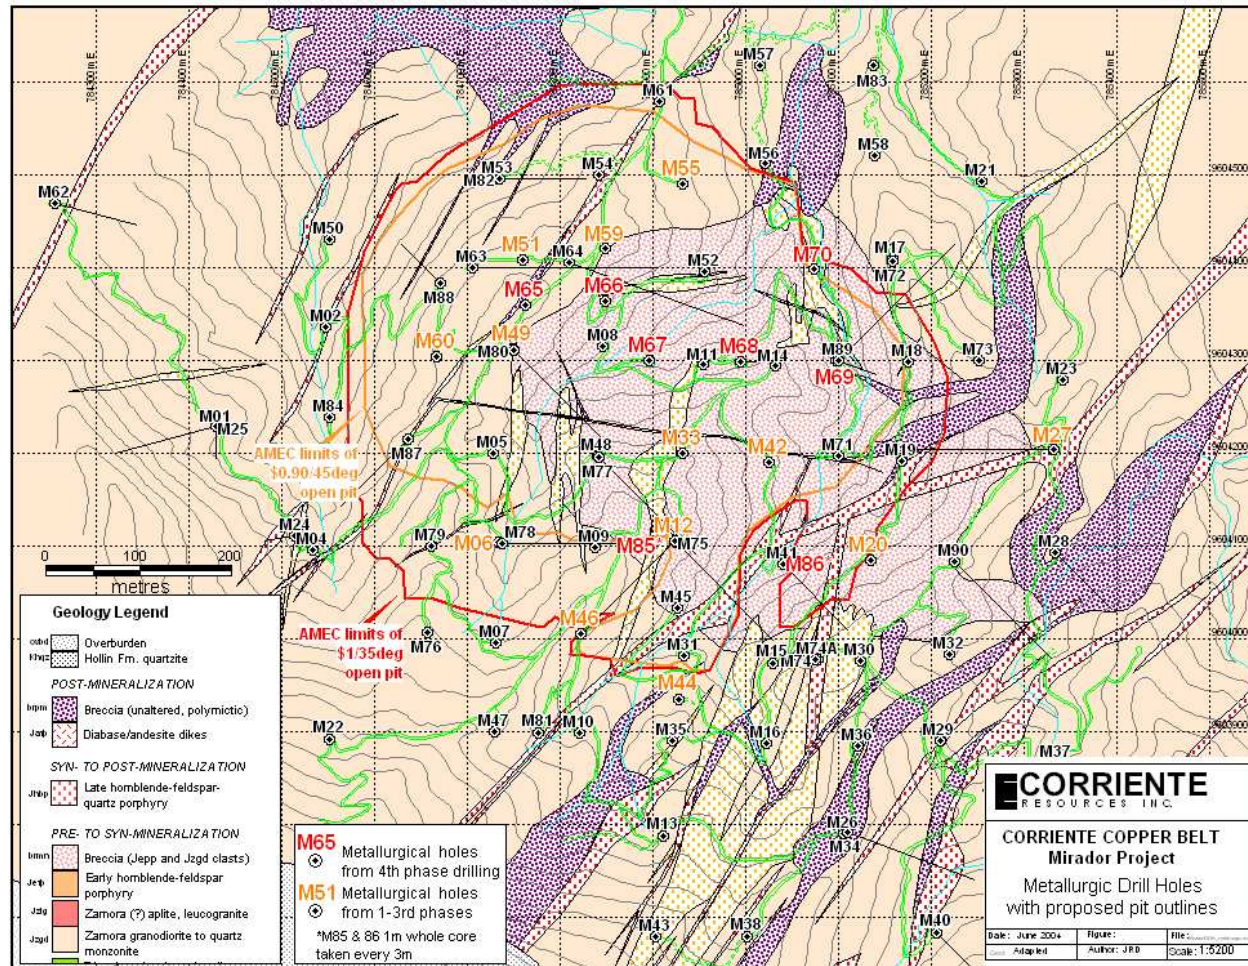 M57
M83
M61
M58
M56
M53
M82
M54
M55
M21
M62
M50
M59
M51
M64
M63
M52
M17
M70
M72
M88
M65
M66
M02
M08
M49
M60
M80
M67
M11
M68
M14
M89
M69
M18
M73
M23
M01
M25
M84
AMEC limits of
$0.90/45deg
open pit
M87
M05
M48
M77
M33
M42
M71
M19
M27
M24
M04
M79
M06
M78
M09
M85
M12
M75
M41
M86
M20
M90
M28
0 100 200
metres
M45
M46
M07
M76
AMEC limits of
$1/35deg
open pit
M31
M15
M74
M74A
M30
M32
M44
M22
M47
M81
M10
M35
M16
M36
M29
M37
M13
M26
M34
M43
M38
M40
Geology Legend
Overburden
Hollin Fm. quartzite
POST-MINERALIZATION
Breccia (unaltered, polymictic)
Diabase/andesite dikes
SYN- TO POST-MINERALIZATION
Late hornblende-feldspar-
quartz porphyry
PRE- TO SYN-MINERALIZATION
Breccia (Jepp and Jzgd clasts)
Early hornblende-feldspar
porphyry
Zamora (?) aplite, leucogranite
Jzgd
Zamora granodiorite to quartz
monzonite
M65
Metallurgical holes
from 4th phase drilling
M51
Metallurgical holes
from 1-3rd phases
*M85 & 86 1m whole core
taken every 3m
CORRIENTE
RESOURCES INC.
CORRIENTE COPPER BELT
Mirador Project
Metallurgic Drill Holes
with proposed pit outlines
Date: June 2004 Figure: File:
Adapted Author: JRD Scale: 1:5200